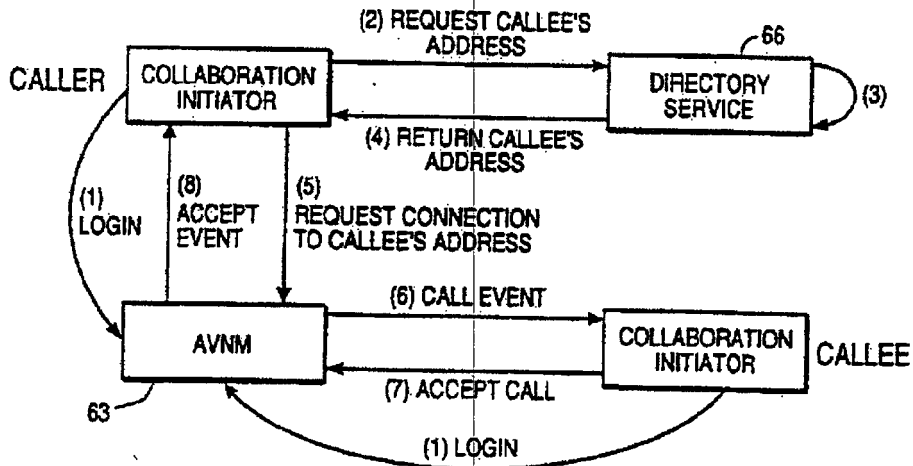 (2) REQUEST CALLEE'S
ADDRESS
66
CALLER
COLLABORATION
INITIATOR
DIRECTORY
SERVICE
(3)
(4) RETURN CALLEE'S
ADDRESS
(1)
LOGIN
(8)
ACCEPT
EVENT
(5)
REQUEST CONNECTION
TO CALLEE'S ADDRESS
(6) CALL EVENT
AVNM
COLLABORATION
INITIATOR
CALLEE
(7) ACCEPT CALL
63
(1) LOGIN